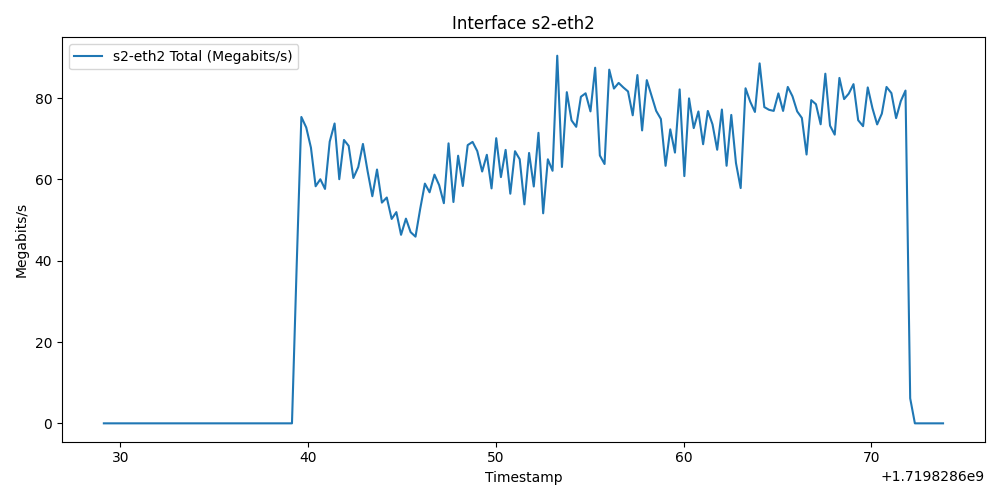 Interface s2-eth2
s2-eth2 Total (Megabits/s)
Megabits/s
80
60
40
20
0
30 40 50 60 70
+1.7198286e9
Timestamp